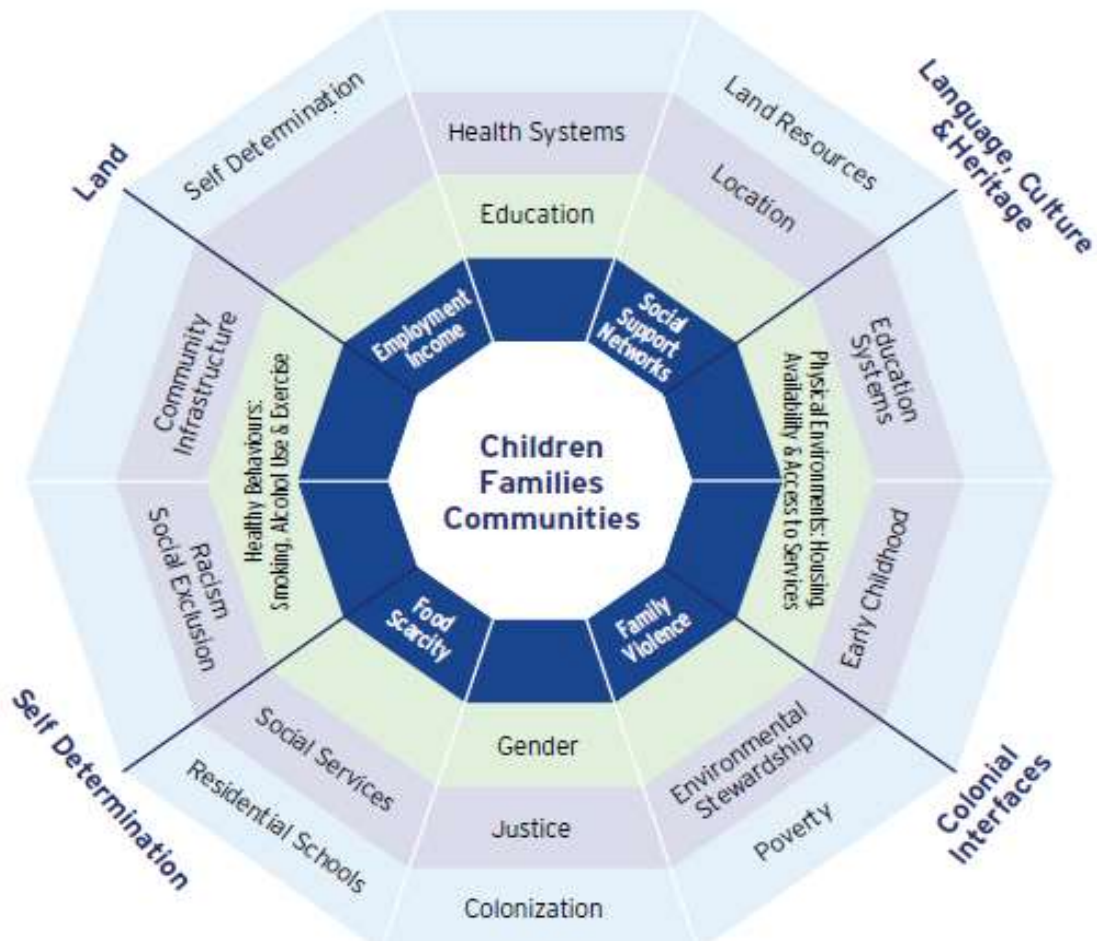 Language, Culture
& Heritage
Land
Self Determination
Land Resources
Health Systems
Location
Education
Employment
Income
Social
Support
Networks
Community
Infrastructure
Education
Systems
Healthy Behaviours:
Smoking, Alcohol Use & Exercise
Physical Environments: Housing,
Availability & Access to Services
Children
Families
Communities
Racism
Social Exclusion
Early Childhood
Food
Scarcity
Family
Violence
Self Determination
Social Services
Gender
Environmental
Stewardship
Colonial
Interfaces
Residential Schools
Justice
Poverty
Colonization